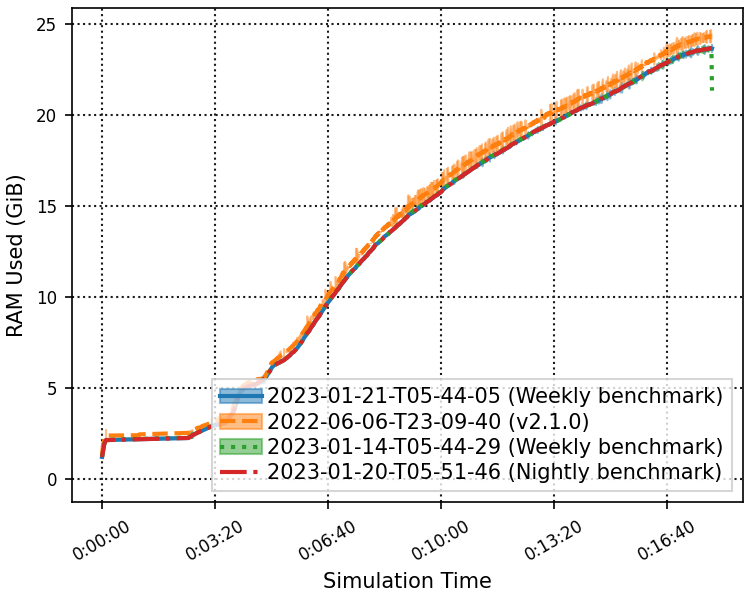 25
20
15
10
5
0
RAM Used (GiB)
2023-01-21-T05-44-05 (Weekly benchmark)
2022-06-06-T23-09-40 (v2.1.0)
2023-01-14-T05-44-29 (Weekly benchmark)
2023-01-20-T05-51-46 (Nightly benchmark)
0:00:00
0:03:20
0:06:40
0:10:00
0:13:20
0:16:40
Simulation Time